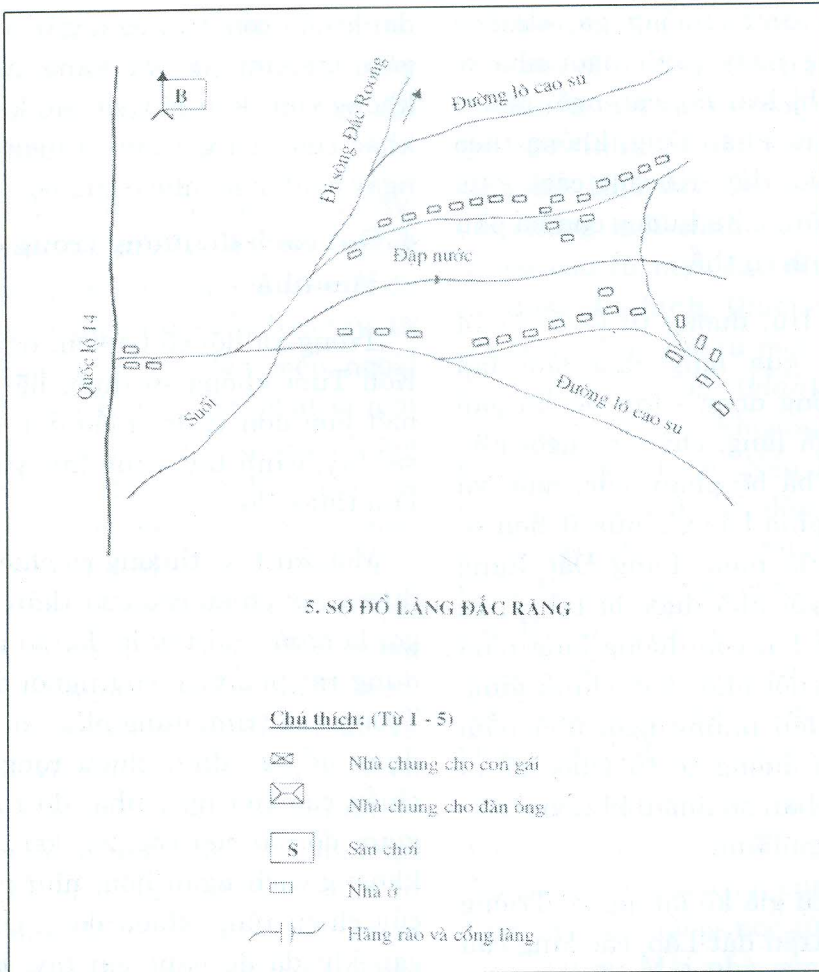 B
Đi sông Đắc Roong
Đường lô cao su
Đập nước
Quốc lộ 14
Suối
Đường lô cao su
5. SƠ ĐỒ LÀNG ĐẮC RĂNG
Chú thích: (Từ 1 - 5)
Nhà chung cho con gái
Nhà chung cho đàn ông
S Sân chơi
Nhà ở
Hàng rào và cổng làng